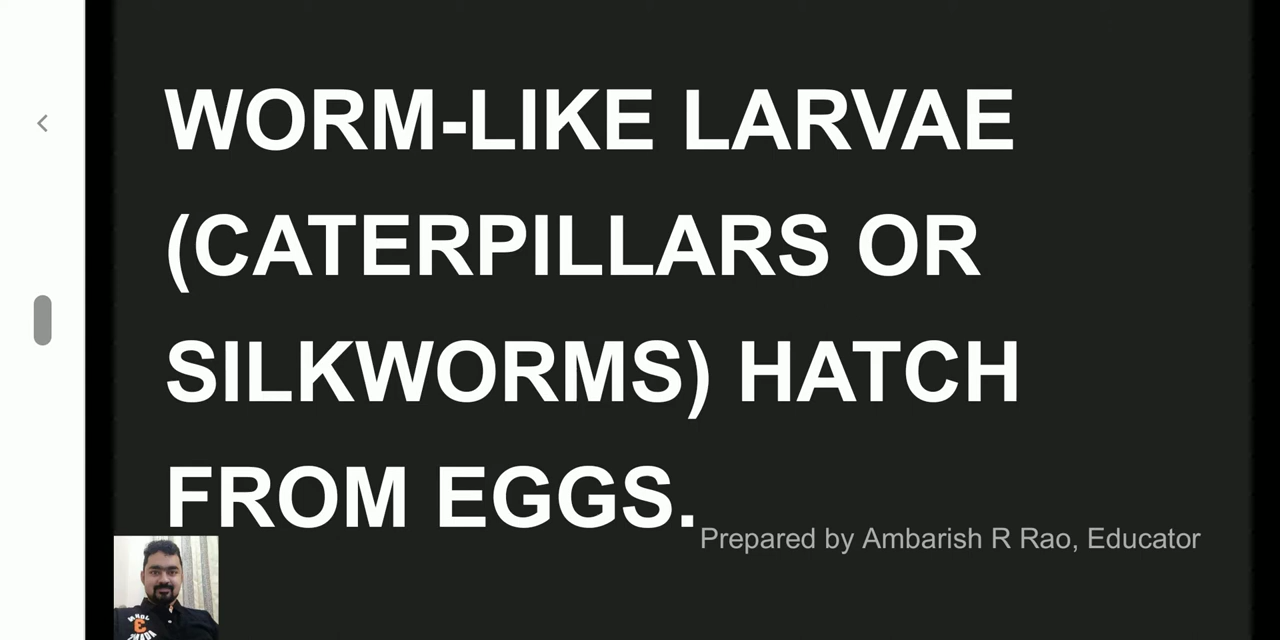 WORM-LIKE LARVAE
(CATERPILLARS OR
SILKWORMS) HATCH
FROM EGGS.
Prepared by Ambarish R Rao, Educator